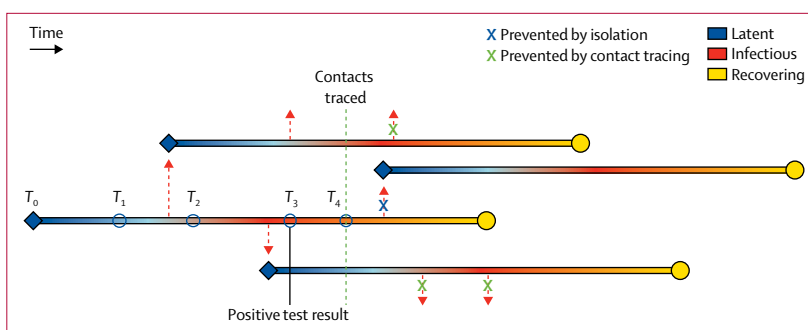 Time
X Prevented by isolation
X Prevented by contact tracing
Latent
Infectious
Recovering
Contacts
traced
X
T0 T1 T2 T3 T4
X
X X
Positive test result